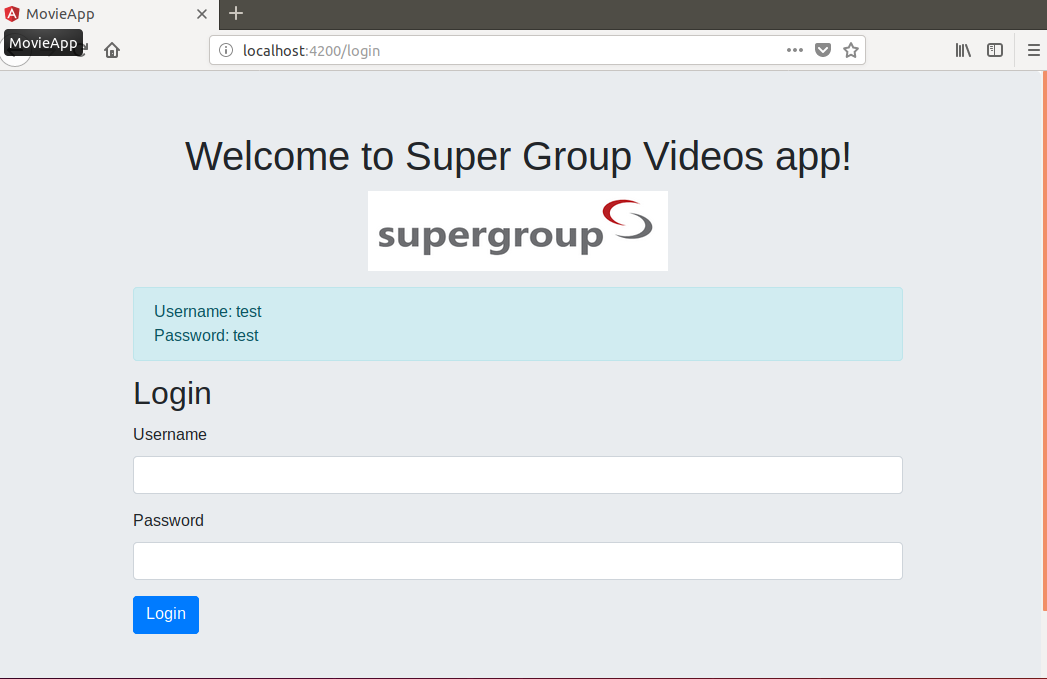 MovieApp
MovieApp
localhost:4200/login
Welcome to Super Group Videos app!
supergroup
Username: test
Password: test
Login
Username
Password
Login